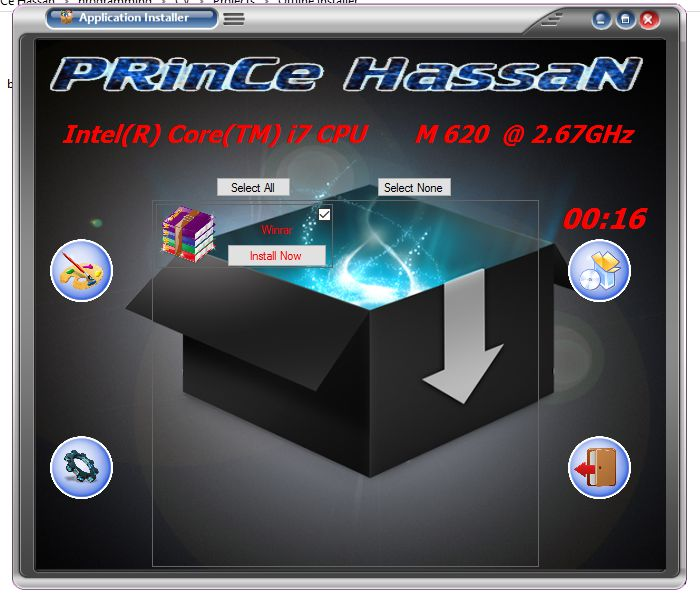 Application Installer
PRinCe HassaN
Intel(R) Core(TM) i7 CPU M 620 @ 2.67GHz
Select All Select None
00:16
Winrar
Install Now